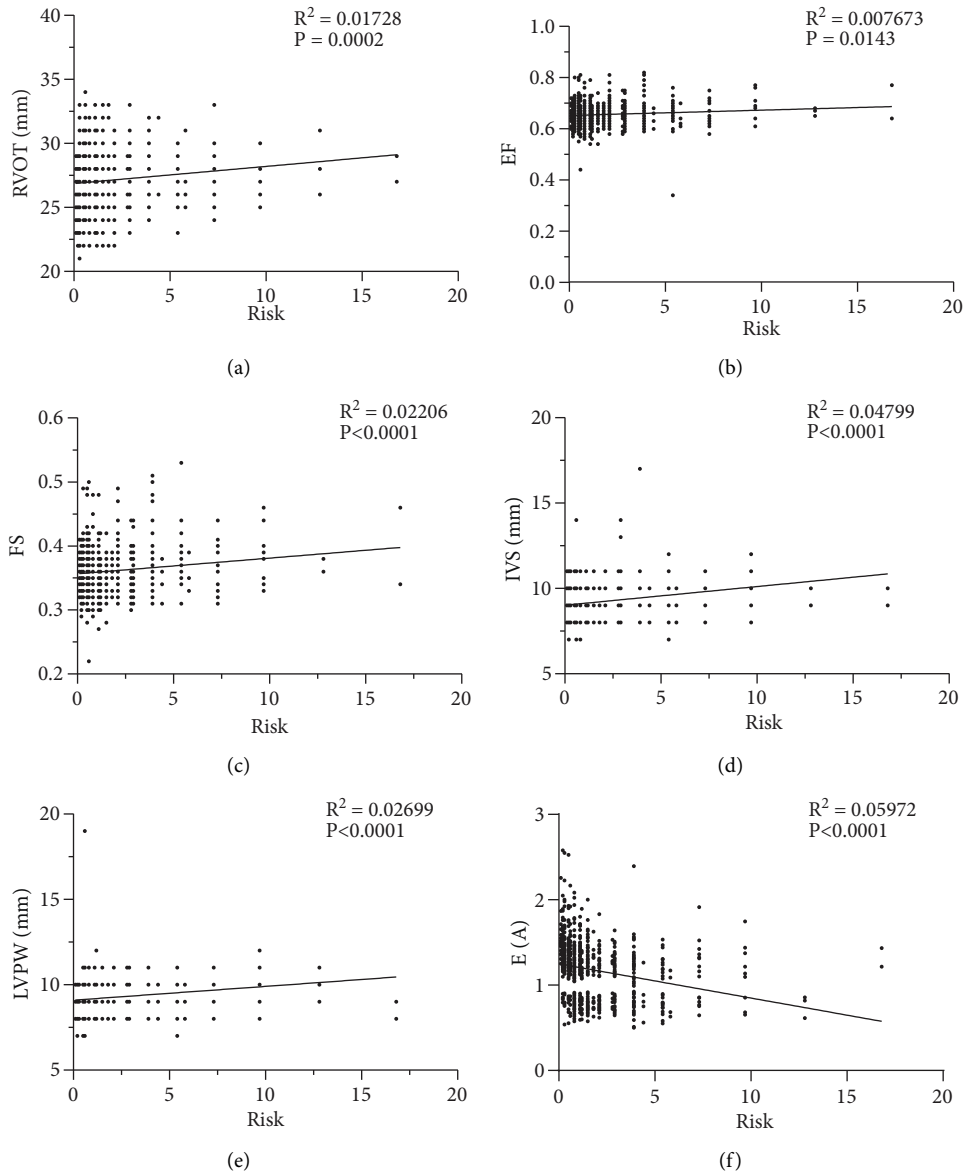 R² = 0.01728
P = 0.0002
40
35
30
25
20
RVOT (mm)
0 5 10 15 20
Risk
(a)
R² = 0.007673
P = 0.0143
1.0
0.8
0.6
0.4
0.2
0.0
EF
0 5 10 15 20
Risk
(b)
R² = 0.02206
P<0.0001
0.6
0.5
0.4
0.3
0.2
FS
0 5 10 15 20
Risk
(c)
R² = 0.04799
P<0.0001
20
15
10
5
IVS (mm)
0 5 10 15 20
Risk
(d)
R² = 0.02699
P<0.0001
20
15
10
5
LVPW (mm)
0 5 10 15 20
Risk
(e)
R² = 0.05972
P<0.0001
3
2
1
0
E (A)
0 5 10 15 20
Risk
(f)